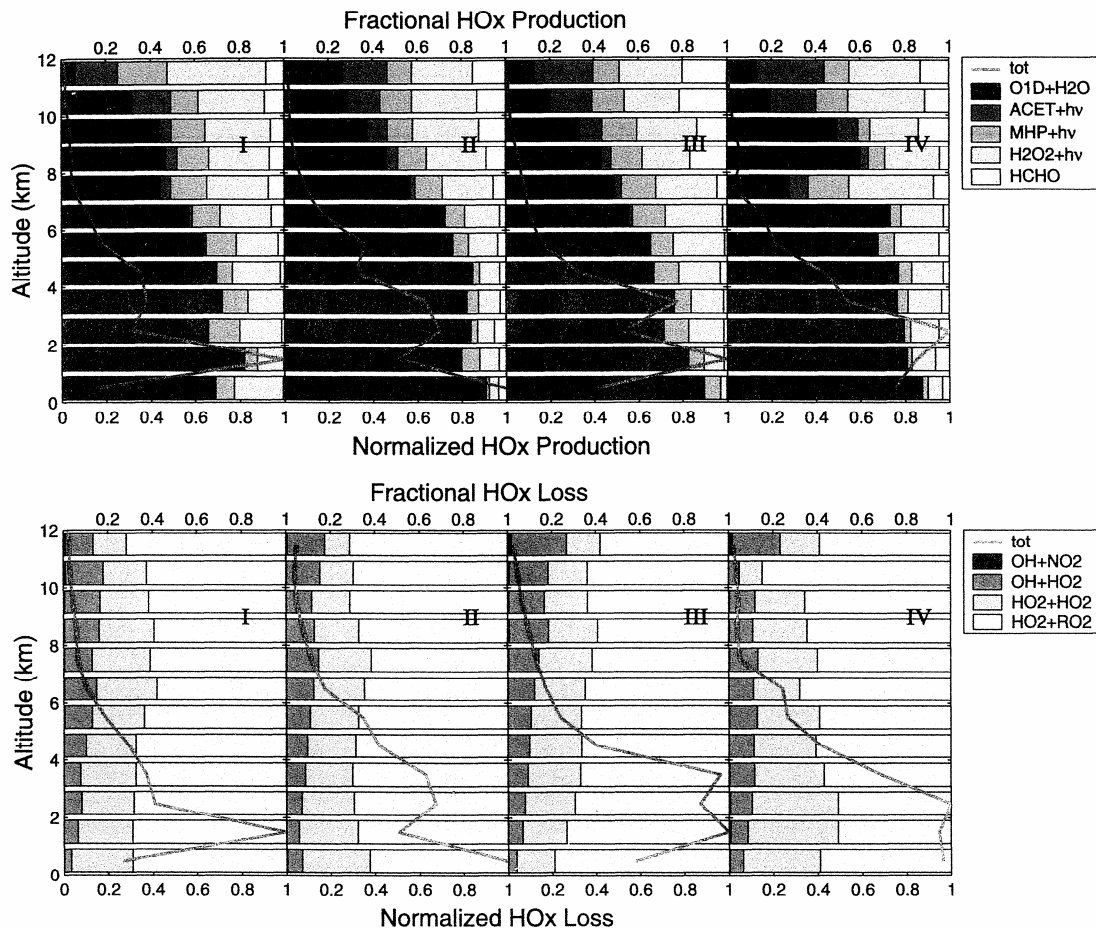 Fractional HOx Production
0.2 0.4 0.6 0.8 1 0.2 0.4 0.6 0.8 1 0.2 0.4 0.6 0.8 1 0.2 0.4 0.6 0.8 1
12
10
8
6
4
2
0
Altitude (km)
I
II
III
IV
0 0.2 0.4 0.6 0.8 1 0.2 0.4 0.6 0.8 1 0.2 0.4 0.6 0.8 1 0.2 0.4 0.6 0.8 1
Normalized HOx Production
tot
O1D+H2O
ACET+hν
MHP+hν
H2O2+hν
HCHO
Fractional HOx Loss
0 0.2 0.4 0.6 0.8 1 0.2 0.4 0.6 0.8 1 0.2 0.4 0.6 0.8 1 0.2 0.4 0.6 0.8 1
12
10
8
6
4
2
0
Altitude (km)
I
II
III
IV
0 0.2 0.4 0.6 0.8 1 0.2 0.4 0.6 0.8 1 0.2 0.4 0.6 0.8 1 0.2 0.4 0.6 0.8 1
Normalized HOx Loss
tot
OH+NO2
OH+HO2
HO2+HO2
HO2+RO2